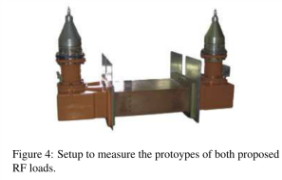 Figure 4: Setup to measure the protoypes of both proposed
RF loads.